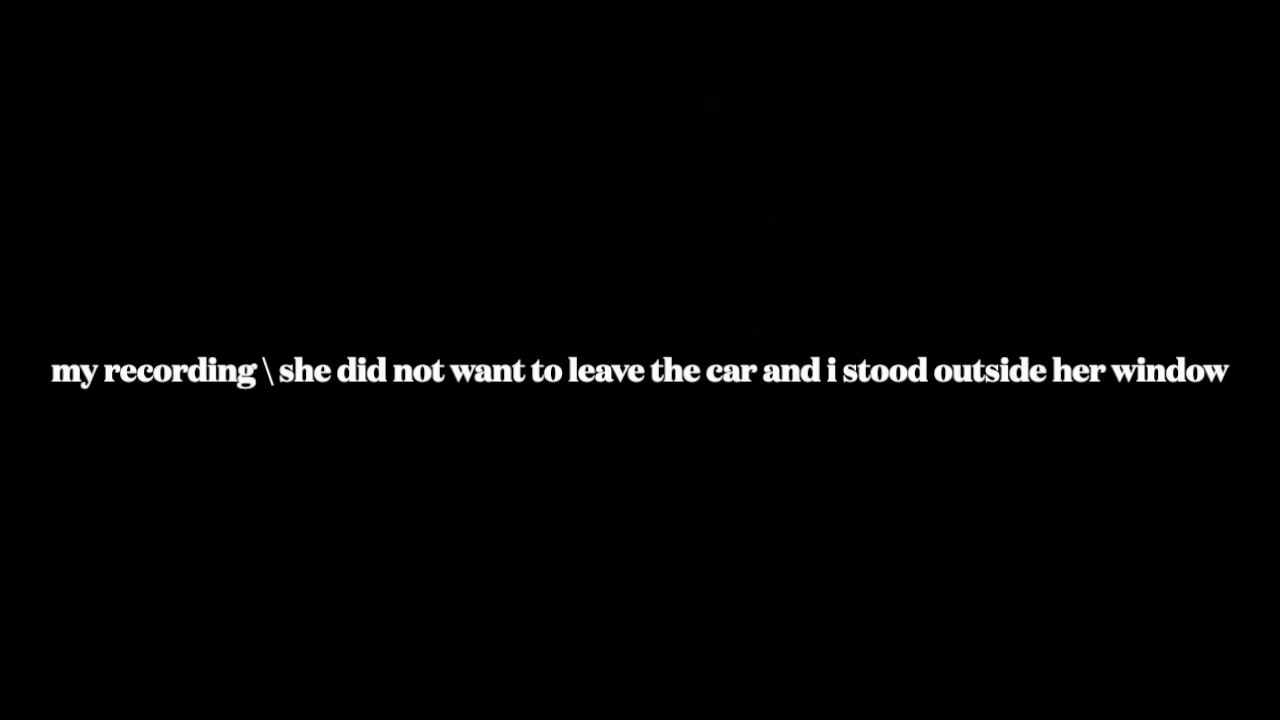 my recording \ she did not want to leave the car and i stood outside her window